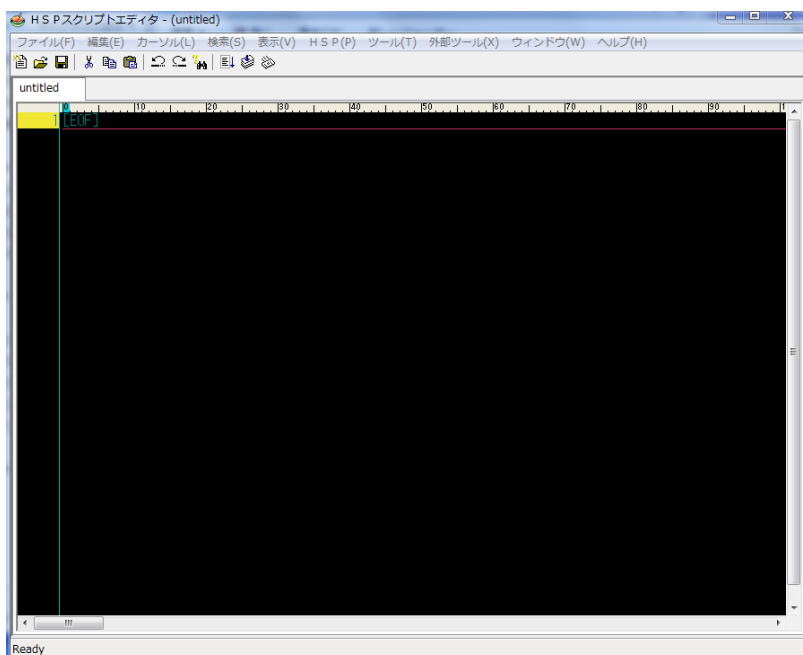 ＨＳＰスクリプトエディタ - (untitled)
ファイル(F) 編集(E) カーソル(L) 検索(S) 表示(V) ＨＳＰ(P) ツール(T) 外部ツール(X) ウィンドウ(W) ヘルプ(H)
untitled
0 10 20 30 40 50 60 70 80 90 1
1 [EOF]
Ready